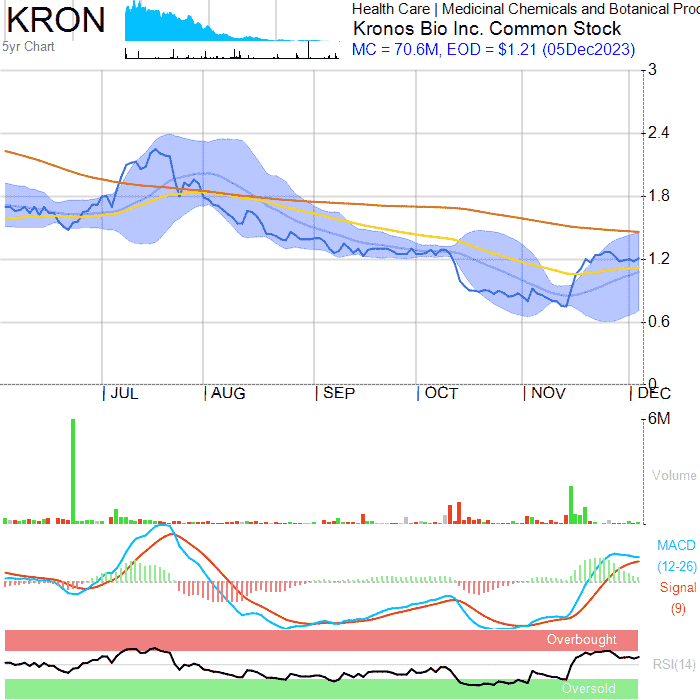 KRON
5yr Chart
Health Care | Medicinal Chemicals and Botanical Proc
Kronos Bio Inc. Common Stock
MC = 70.6M, EOD = $1.21 (05Dec2023)
3
2.4
1.8
1.2
0.6
0
JUL AUG SEP OCT NOV DEC
6M
Volume
MACD
(12-26)
Signal
(9)
Overbought
RSI(14)
Oversold